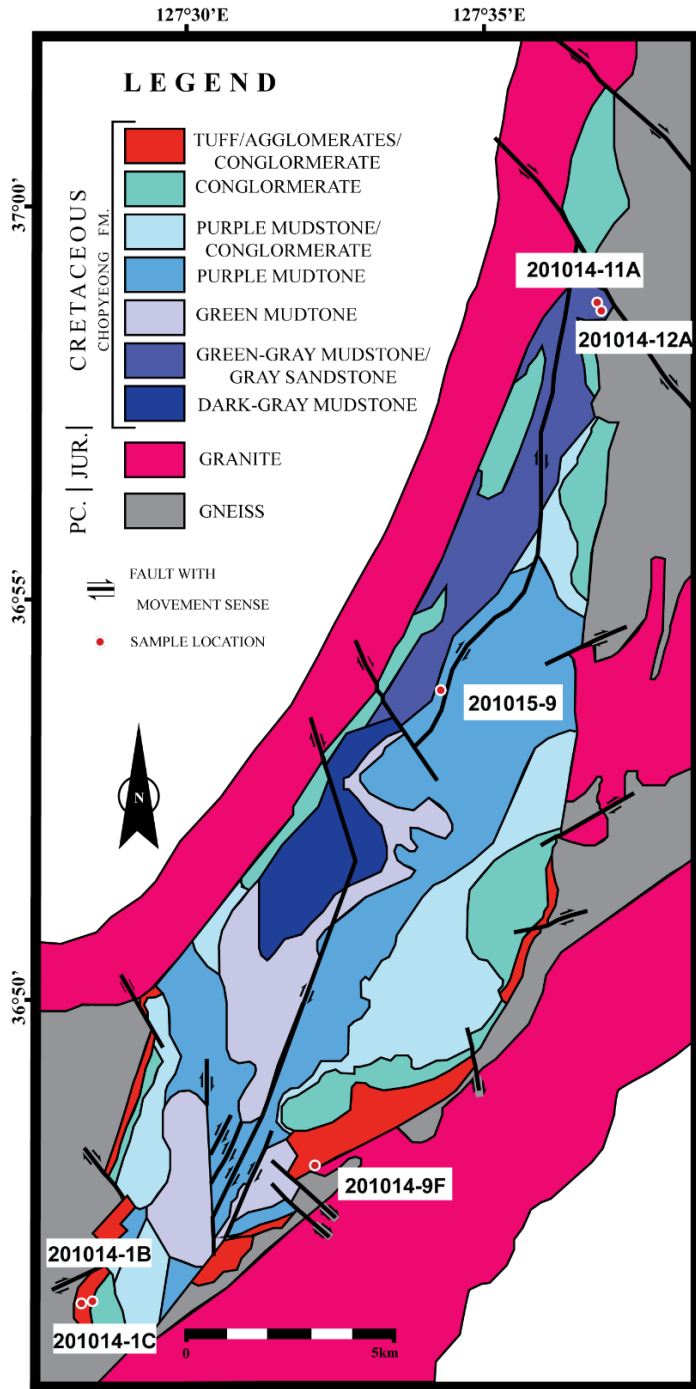 127°30'E
127°35'E
LEGEND
TUFF/AGGLOMERATES/
CONGLORMERATE
CONGLORMERATE
PURPLE MUDSTONE/
CONGLORMERATE
PURPLE MUDTONE
GREEN MUDTONE
GREEN-GRAY MUDSTONE/
GRAY SANDSTONE
DARK-GRAY MUDSTONE
GRANITE
GNEISS
CRETACEOUS
CHOPYEONG FM.
JUR.
PC.
FAULT WITH
MOVEMENT SENSE
SAMPLE LOCATION
N
37°00'
36°55'
36°50'
201014-11A
201014-12A
201015-9
201014-9F
201014-1B
201014-1C
0
5km